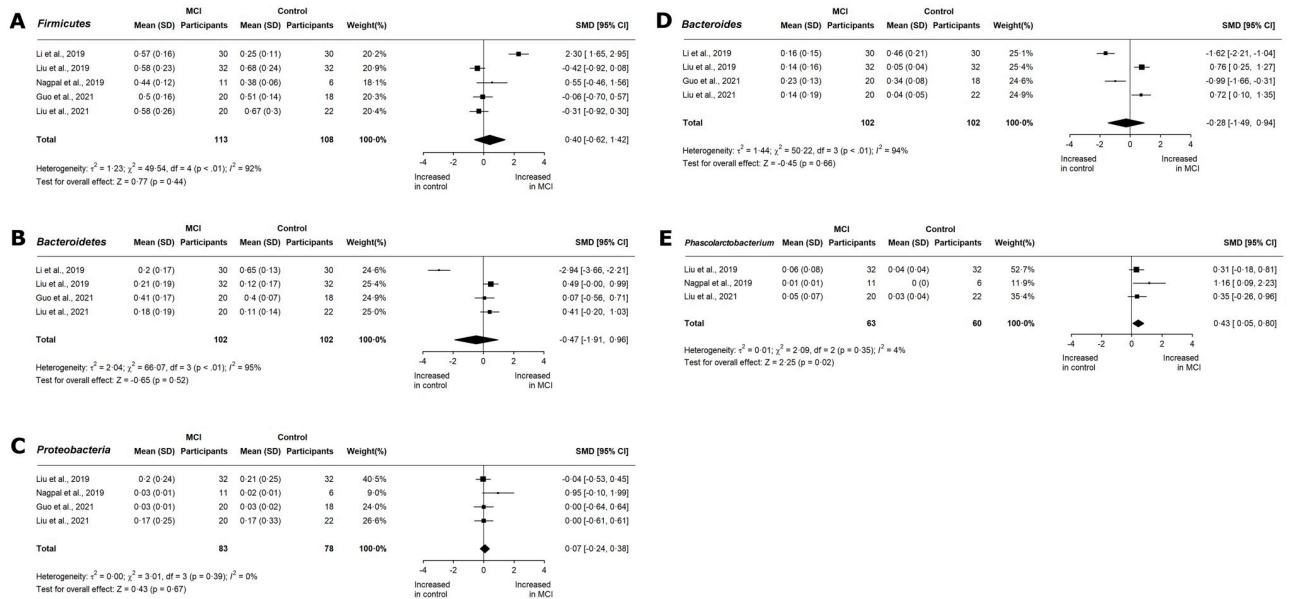 A
Firmicutes
MCI Control
Mean (SD) Participants Mean (SD) Participants Weight(%) SMD [95% CI]
Li et al., 2019 0·57 (0·16) 30 0·25 (0·11) 30 20·2% 2·30 [ 1·65, 2·95]
Liu et al., 2019 0·58 (0·23) 32 0·68 (0·24) 32 20·9% -0·42 [-0·92, 0·08]
Nagpal et al., 2019 0·44 (0·12) 11 0·38 (0·06) 6 18·1% 0·55 [-0·46, 1·56]
Guo et al., 2021 0·5 (0·16) 20 0·51 (0·14) 18 20·3% -0·06 [-0·70, 0·57]
Liu et al., 2021 0·58 (0·26) 20 0·67 (0·3) 22 20·4% -0·31 [-0·92, 0·30]
Total 113 108 100·0% 0·40 [-0·62, 1·42]
Heterogeneity: τ² = 1·23; χ² = 49·54, df = 4 (p < .01); I² = 92%
Test for overall effect: Z = 0·77 (p = 0·44)
-4 -2 0 2 4
Increased in control
Increased in MCI
B
Bacteroidetes
MCI Control
Mean (SD) Participants Mean (SD) Participants Weight(%) SMD [95% CI]
Li et al., 2019 0·2 (0·17) 30 0·65 (0·13) 30 24·6% -2·94 [-3·66, -2·21]
Liu et al., 2019 0·21 (0·19) 32 0·12 (0·17) 32 25·4% 0·49 [-0·00, 0·99]
Guo et al., 2021 0·41 (0·17) 20 0·4 (0·07) 18 24·9% 0·07 [-0·56, 0·71]
Liu et al., 2021 0·18 (0·19) 20 0·11 (0·14) 22 25·0% 0·41 [-0·20, 1·03]
Total 102 102 100·0% -0·47 [-1·91, 0·96]
Heterogeneity: τ² = 2·04; χ² = 66·07, df = 3 (p < .01); I² = 95%
Test for overall effect: Z = -0·65 (p = 0·52)
-4 -2 0 2 4
Increased in control
Increased in MCI
C
Proteobacteria
MCI Control
Mean (SD) Participants Mean (SD) Participants Weight(%) SMD [95% CI]
Liu et al., 2019 0·2 (0·24) 32 0·21 (0·25) 32 40·5% -0·04 [-0·53, 0·45]
Nagpal et al., 2019 0·03 (0·01) 11 0·02 (0·01) 6 9·0% 0·95 [-0·10, 1·99]
Guo et al., 2021 0·03 (0·01) 20 0·03 (0·02) 18 24·0% 0·00 [-0·64, 0·64]
Liu et al., 2021 0·17 (0·25) 20 0·17 (0·33) 22 26·6% 0·00 [-0·61, 0·61]
Total 83 78 100·0% 0·07 [-0·24, 0·38]
Heterogeneity: τ² = 0·00; χ² = 3·01, df = 3 (p = 0·39); I² = 0%
Test for overall effect: Z = 0·43 (p = 0·67)
-4 -2 0 2 4
Increased in control
Increased in MCI
D
Bacteroides
MCI Control
Mean (SD) Participants Mean (SD) Participants Weight(%) SMD [95% CI]
Li et al., 2019 0·16 (0·15) 30 0·46 (0·21) 30 25·1% -1·62 [-2·21, -1·04]
Liu et al., 2019 0·14 (0·16) 32 0·05 (0·04) 32 25·4% 0·76 [ 0·25, 1·27]
Guo et al., 2021 0·23 (0·13) 20 0·34 (0·08) 18 24·6% -0·99 [-1·66, -0·31]
Liu et al., 2021 0·14 (0·19) 20 0·04 (0·05) 22 24·9% 0·72 [ 0·10, 1·35]
Total 102 102 100·0% -0·28 [-1·49, 0·94]
Heterogeneity: τ² = 1·44; χ² = 50·22, df = 3 (p < .01); I² = 94%
Test for overall effect: Z = -0·45 (p = 0·66)
-4 -2 0 2 4
Increased in control
Increased in MCI
E
Phascolarctobacterium
MCI Control
Mean (SD) Participants Mean (SD) Participants Weight(%) SMD [95% CI]
Liu et al., 2019 0·06 (0·08) 32 0·04 (0·04) 32 52·7% 0·31 [-0·18, 0·81]
Nagpal et al., 2019 0·01 (0·01) 11 0 (0) 6 11·9% 1·16 [ 0·09, 2·23]
Liu et al., 2021 0·05 (0·07) 20 0·03 (0·04) 22 35·4% 0·35 [-0·26, 0·96]
Total 63 60 100·0% 0·43 [ 0·05, 0·80]
Heterogeneity: τ² = 0·01; χ² = 2·09, df = 2 (p = 0·35); I² = 4%
Test for overall effect: Z = 2·25 (p = 0·02)
-4 -2 0 2 4
Increased in control
Increased in MCI